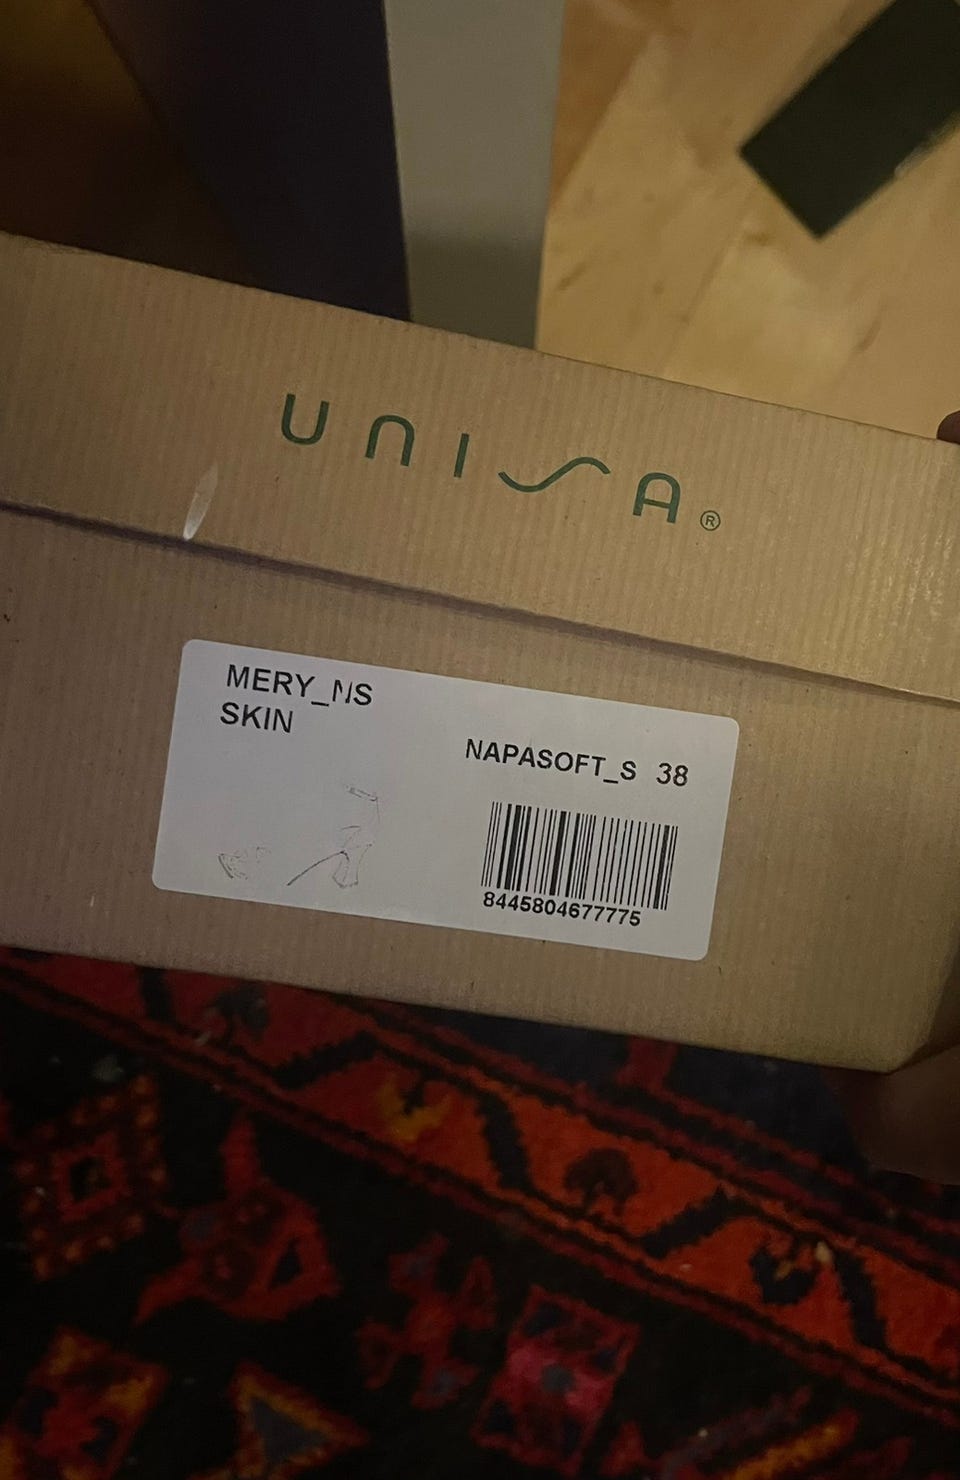 UNISA®
MERY_NS
SKIN
NAPASOFT_S 38
8445804677775